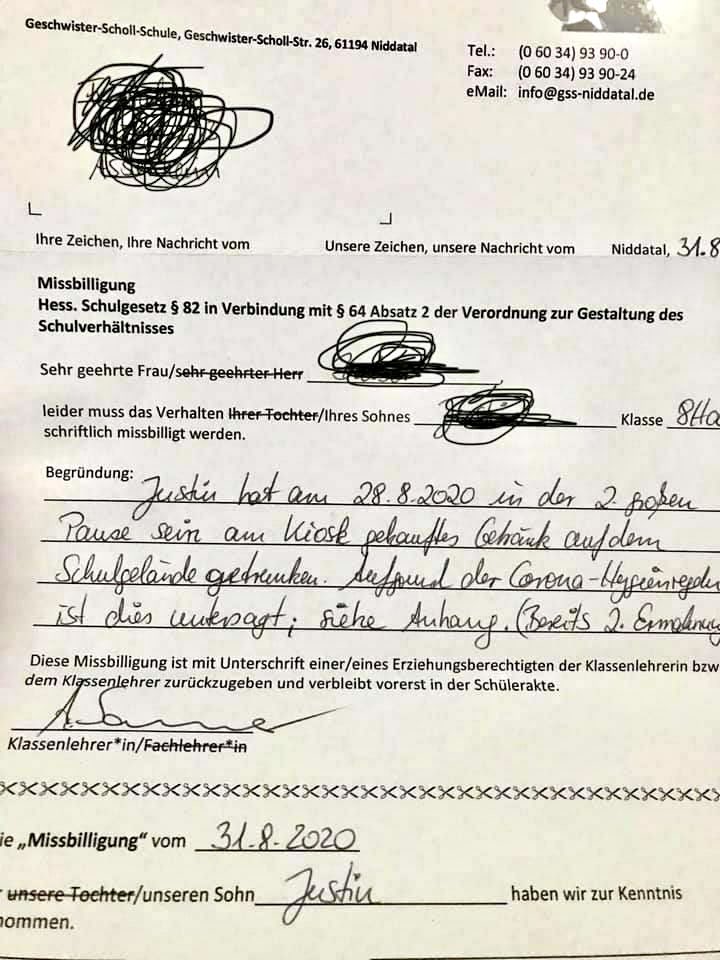 Geschwister-Scholl-Schule, Geschwister-Scholl-Str. 26, 61194 Niddatal
Tel.: (0 60 34) 93 90-0
Fax: (0 60 34) 93 90-24
eMail: info@gss-niddatal.de
Ihre Zeichen, Ihre Nachricht vom Unsere Zeichen, unsere Nachricht vom Niddatal, 31.8
Missbilligung
Hess. Schulgesetz § 82 in Verbindung mit § 64 Absatz 2 der Verordnung zur Gestaltung des
Schulverhältnisses
Sehr geehrte Frau/sehr geehrter Herr
leider muss das Verhalten Ihrer Tochter/Ihres Sohnes Klasse 8Ha
schriftlich missbilligt werden.
Begründung: Justin hat am 28.8.2020 in der 2. großen
Pause sein am Kiosk gekauftes Getränk auf dem
Schulgelände getrunken. Aufgrund der Corona-Hygieneregeln
ist dies untersagt; siehe Anhang. (Bereits 2. Ermahnung
Diese Missbilligung ist mit Unterschrift einer/eines Erziehungsberechtigten der Klassenlehrerin bzw
dem Klassenlehrer zurückzugeben und verbleibt vorerst in der Schülerakte.
Klassenlehrer*in/Fachlehrer*in
ie „Missbilligung" vom 31.8.2020
r unsere Tochter/unseren Sohn Justin haben wir zur Kenntnis
nommen.